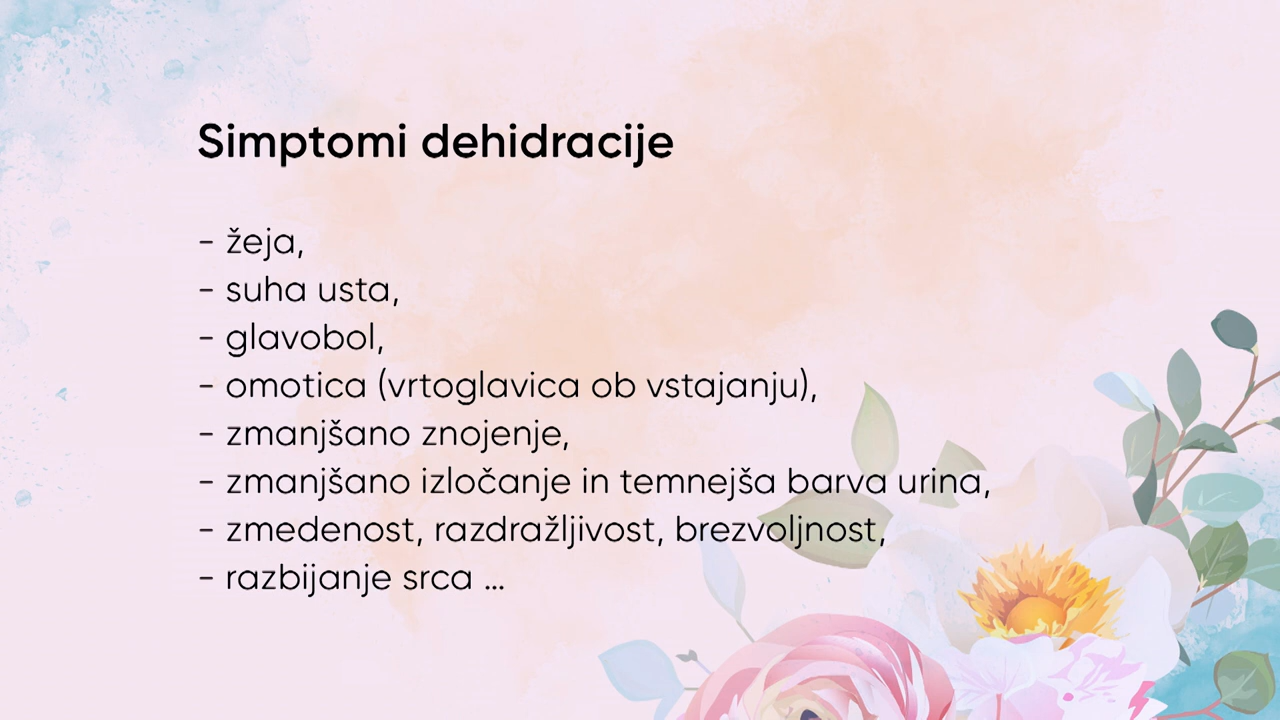 Simptomi dehidracije
- žeja,
- suha usta,
- glavobol,
- omotica (vrtoglavica ob vstajanju),
- zmanjšano znojenje,
- zmanjšano izločanje in temnejša barva urina,
- zmedenost, razdražljivost, brezvoljnost,
- razbijanje srca …